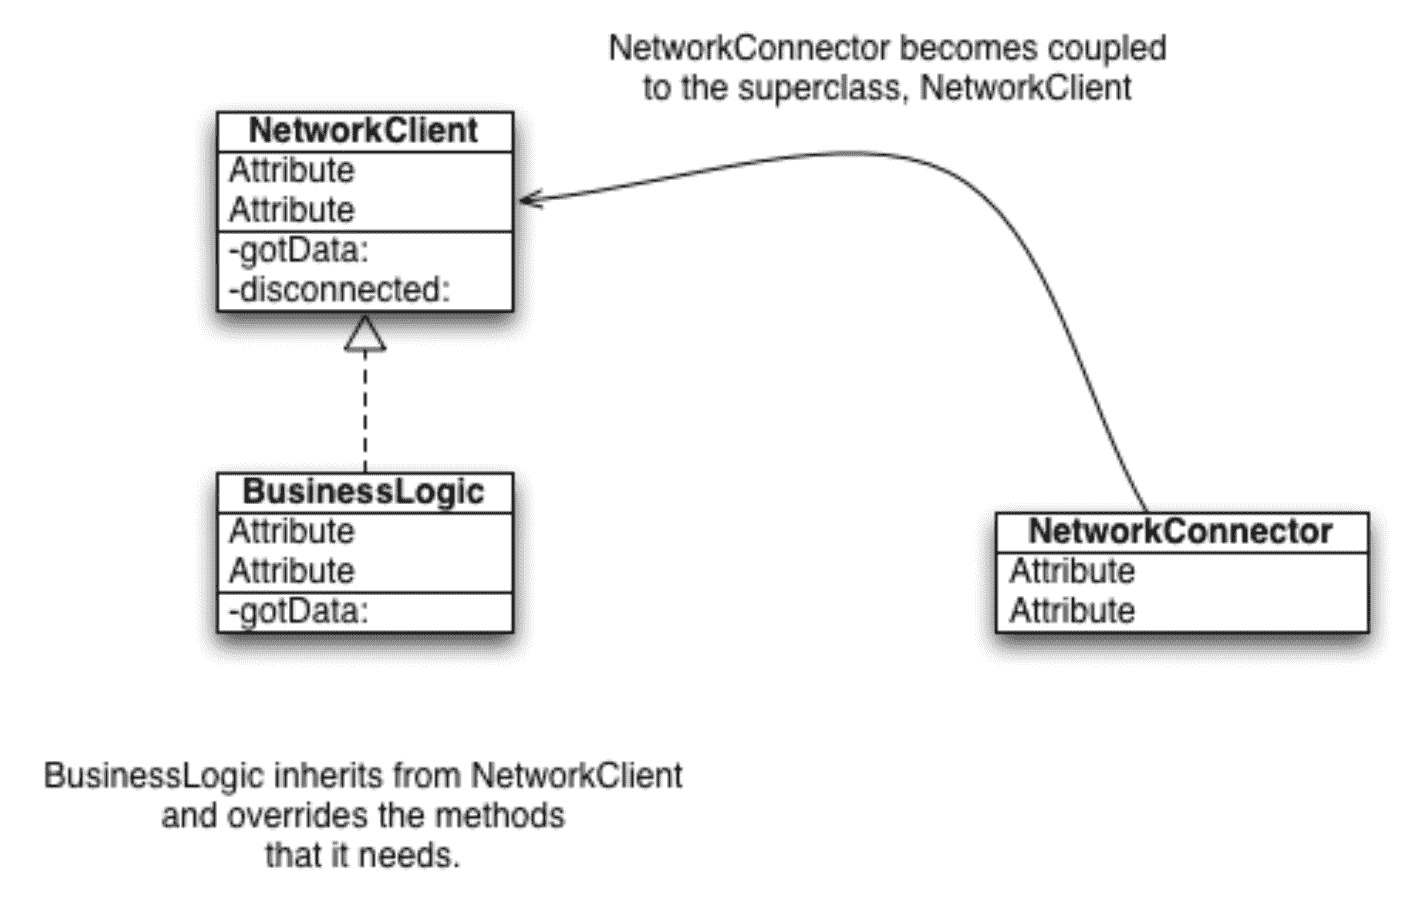 NetworkConnector becomes coupled
to the superclass, NetworkClient
NetworkClient
Attribute
Attribute
-gotData:
-disconnected:
BusinessLogic
Attribute
Attribute
-gotData:
NetworkConnector
Attribute
Attribute
BusinessLogic inherits from NetworkClient
and overrides the methods
that it needs.